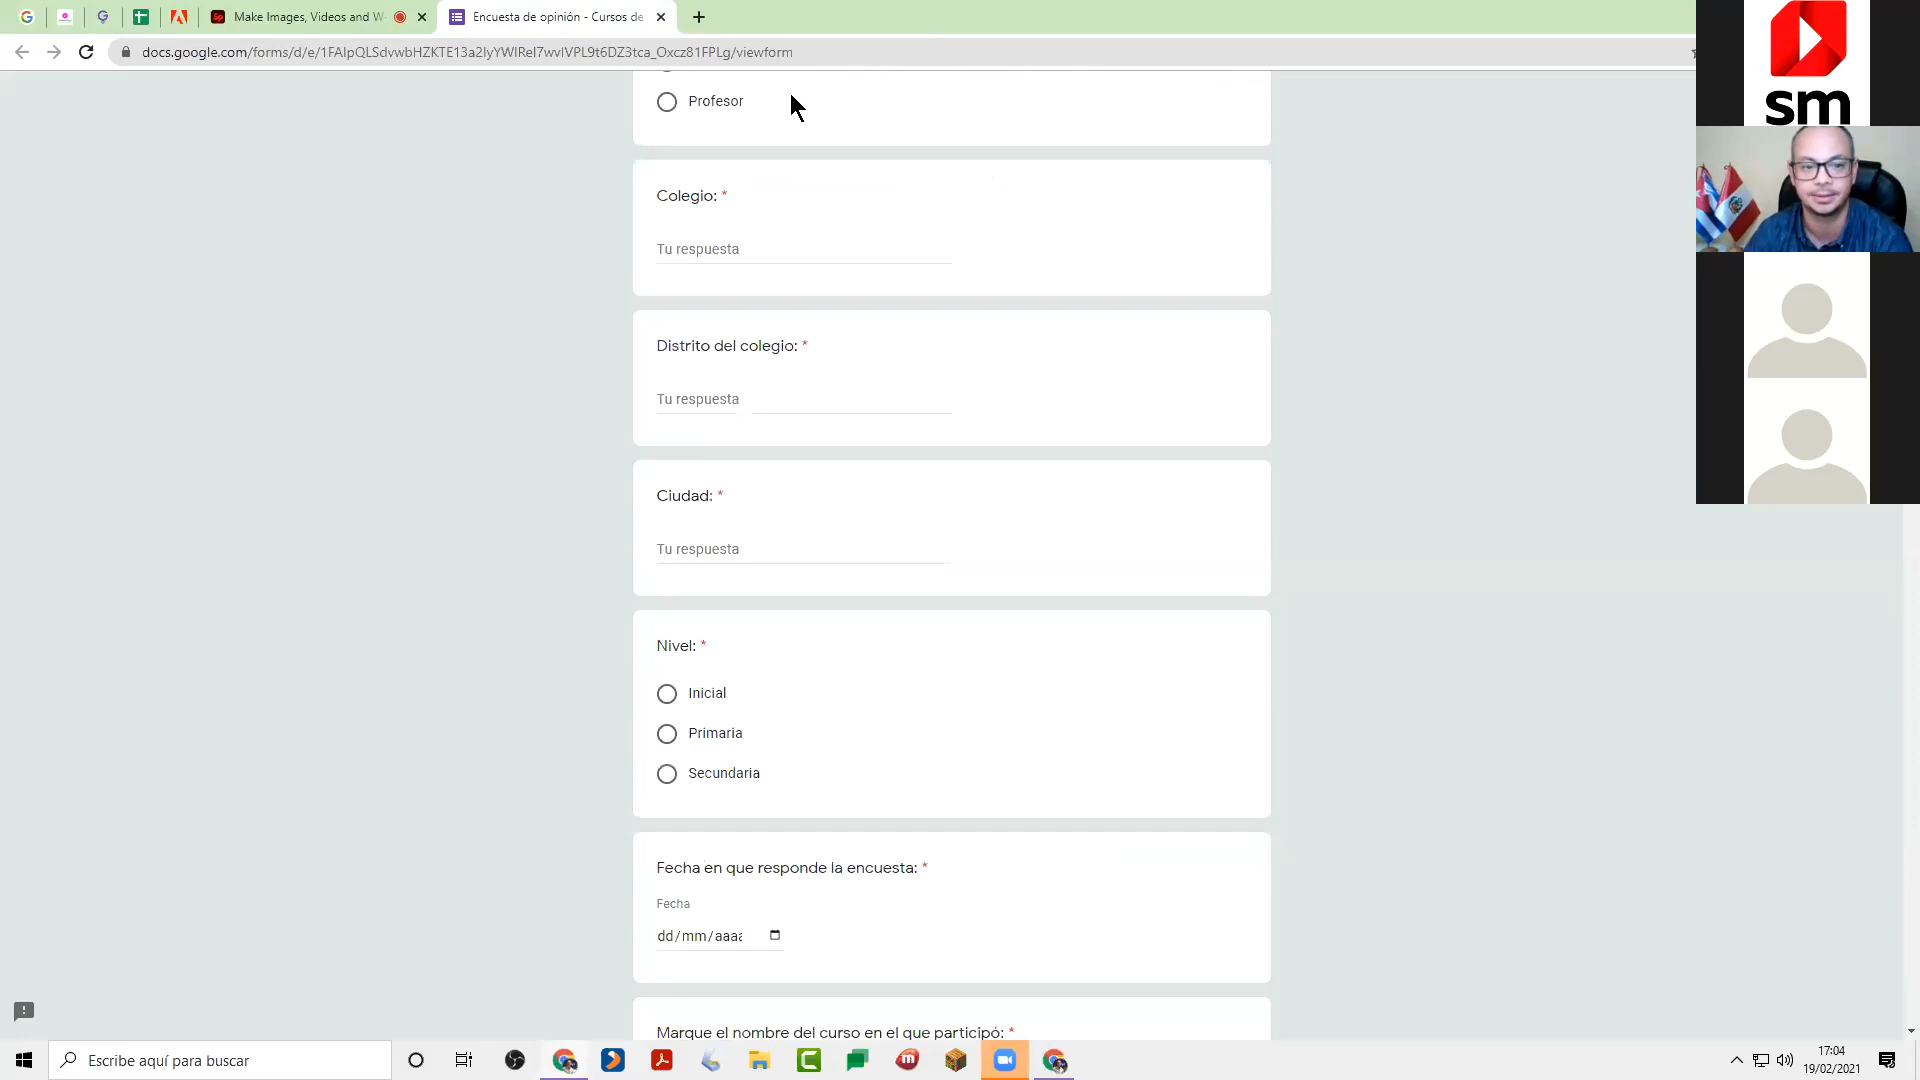 Make Images, Videos and W
Encuesta de opinión - Cursos de
docs.google.com/forms/d/e/1FAIpQLSdvwbHZKTE13a2IyYWIRel7wvIVPL9t6DZ3tca_Oxcz81FPLg/viewform
Profesor
sm
Colegio: *
Tu respuesta
Distrito del colegio: *
Tu respuesta
Ciudad: *
Tu respuesta
Nivel: *
Inicial
Primaria
Secundaria
Fecha en que responde la encuesta: *
Fecha
dd/mm/aaaa
Marque el nombre del curso en el que participó: *
Escribe aquí para buscar
17:04
19/02/2021